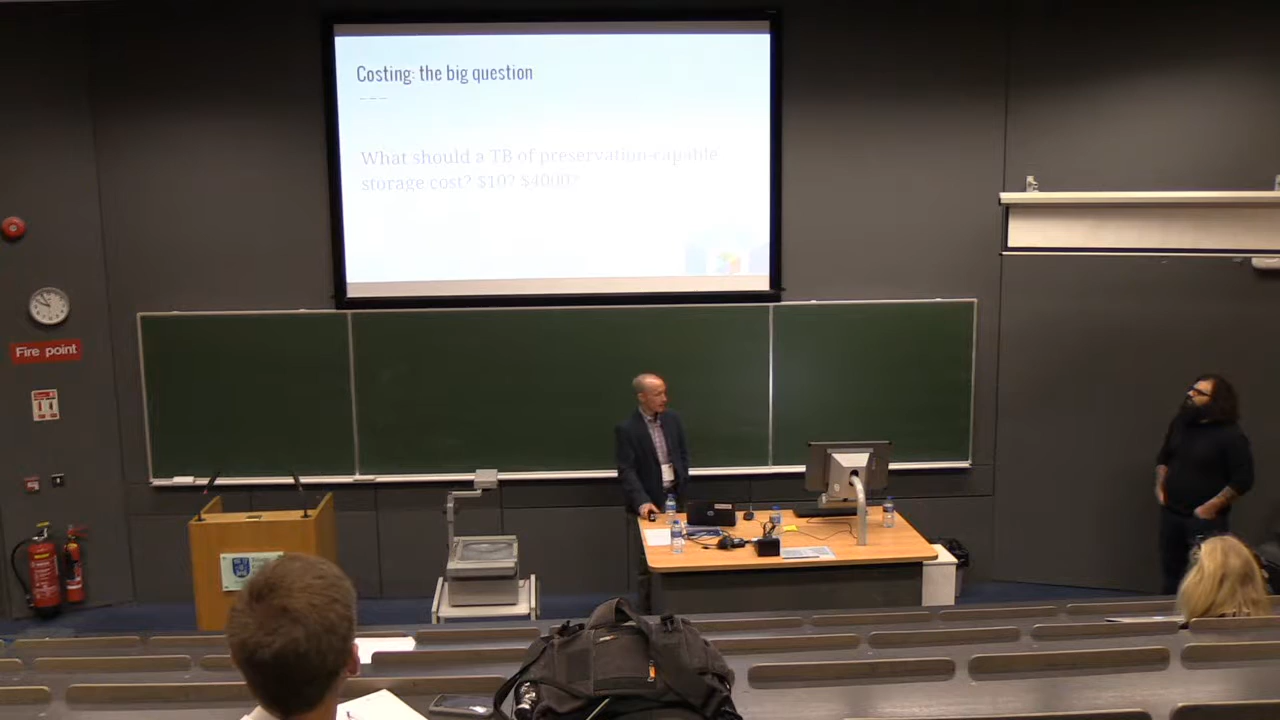 Costing: the big question
What should a TB of preservation-capable
storage cost? $10? $4000?
Fire point